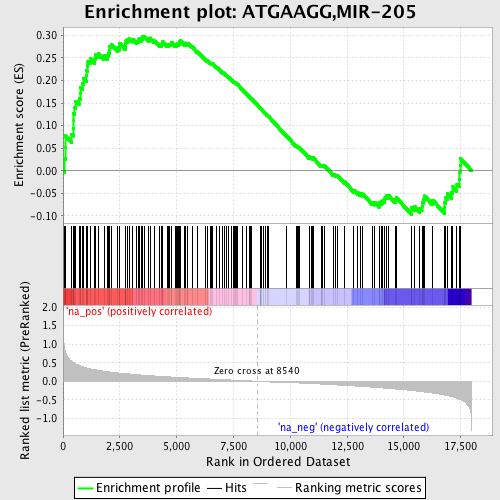 Enrichment plot: ATGAAGG,MIR-205
Enrichment score (ES)
0.30
0.25
0.20
0.15
0.10
0.05
0.00
-0.05
-0.10
Ranked list metric (PreRanked)
'na_pos' (positively correlated)
2.0
1.5
1.0
0.5
0.0
-0.5
-1.0
Zero cross at 8540
'na_neg' (negatively correlated)
0
2,500
5,000
7,500
10,000
12,500
15,000
17,500
Rank in Ordered Dataset
Enrichment profile
Hits
Ranking metric scores